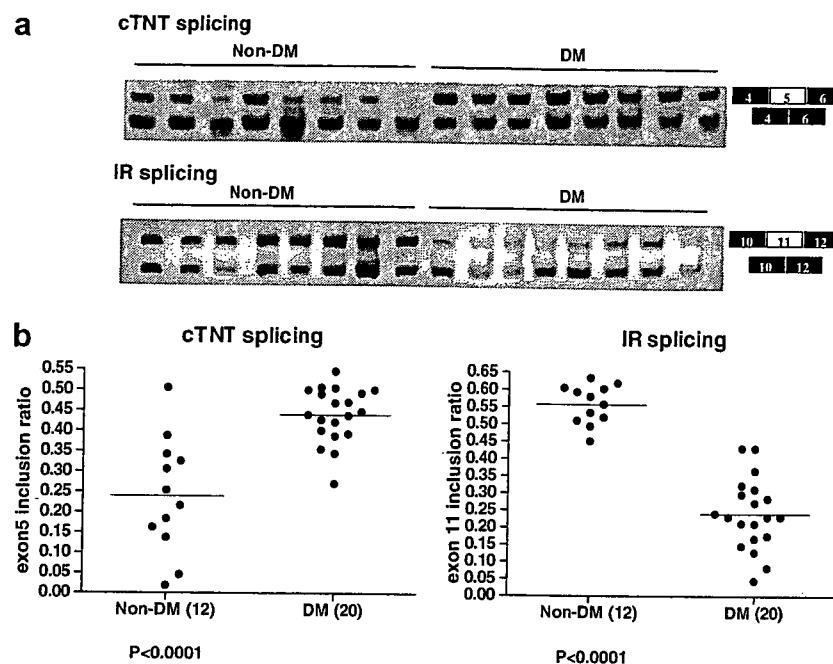 a
cTNT splicing
Non-DM DM
4 5 6
4 6
IR splicing
Non-DM DM
10 11 12
10 12
b
cTNT splicing
exon5 inclusion ratio
0.55
0.50
0.45
0.40
0.35
0.30
0.25
0.20
0.15
0.10
0.05
0.00
Non-DM (12) DM (20)
P<0.0001
IR splicing
exon 11 inclusion ratio
0.65
0.60
0.55
0.50
0.45
0.40
0.35
0.30
0.25
0.20
0.15
0.10
0.05
0.00
Non-DM (12) DM (20)
P<0.0001